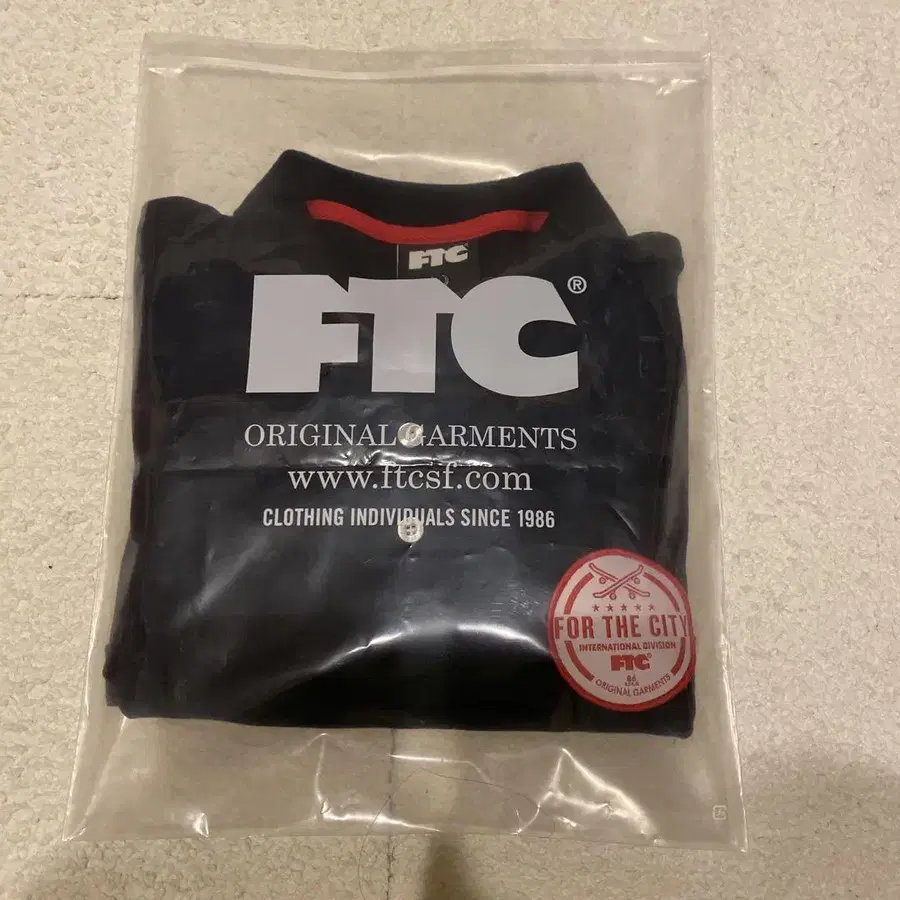 FTC
FTC®
ORIGINAL GARMENTS
www.ftcsf.com
CLOTHING INDIVIDUALS SINCE 1986
FOR THE CITY
INTERNATIONAL DIVISION
FTC
86
ORIGINAL GARMENTS